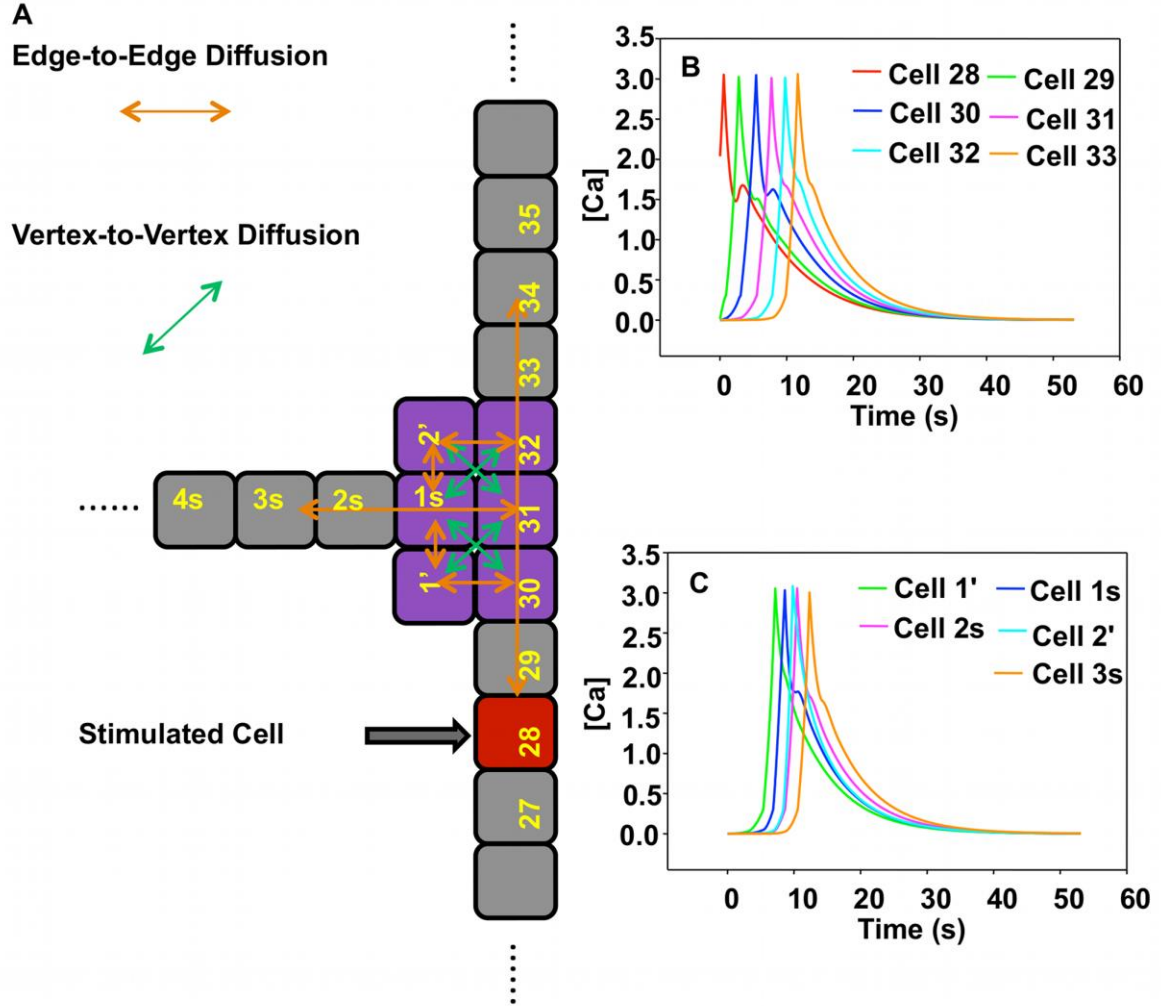 A
Edge-to-Edge Diffusion
Vertex-to-Vertex Diffusion
35
34
33
2' 32
4s 3s 2s 1s 31
1' 30
29
Stimulated Cell
28
27
B
Cell 28 Cell 29
Cell 30 Cell 31
Cell 32 Cell 33
[Ca]
3.5
3.0
2.5
2.0
1.5
1.0
0.5
0.0
0 10 20 30 40 50 60
Time (s)
C
Cell 1' Cell 1s
Cell 2s Cell 2'
Cell 3s
[Ca]
3.5
3.0
2.5
2.0
1.5
1.0
0.5
0.0
0 10 20 30 40 50 60
Time (s)